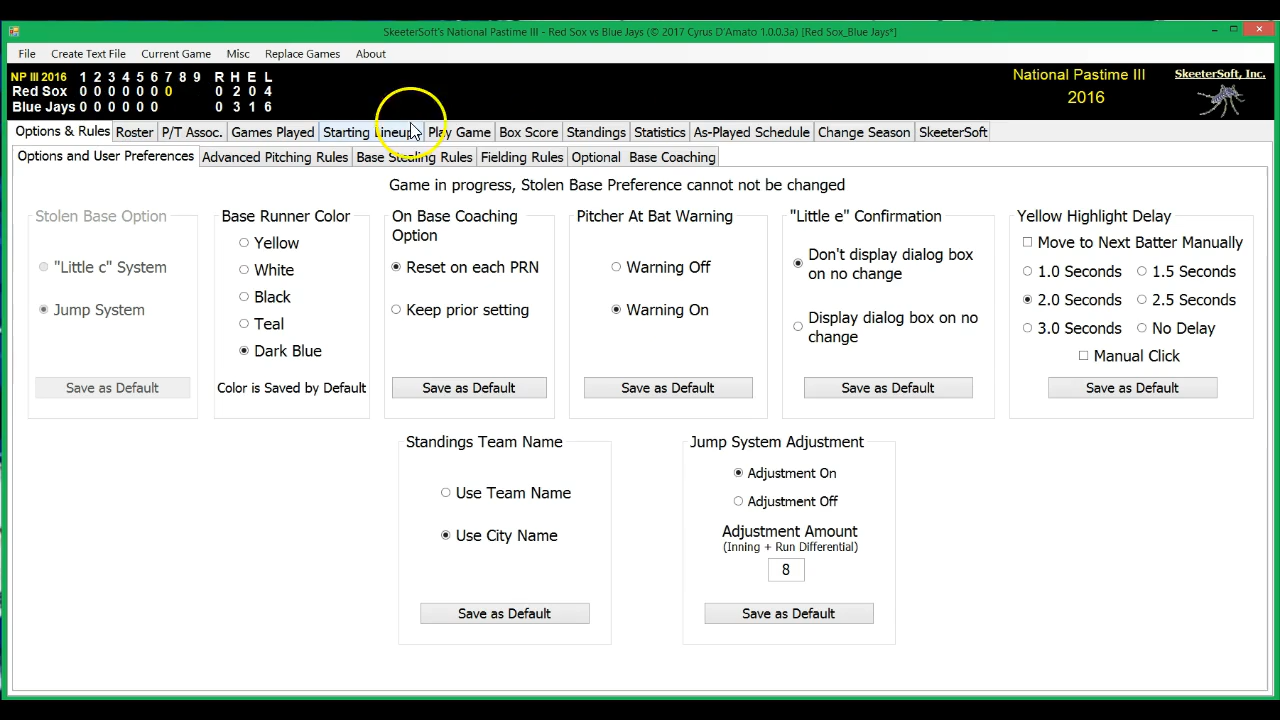 SkeeterSoft's National Pastime III - Red Sox vs Blue Jays (© 2017 Cyrus D'Amato 1.0.0.3a) [Red Sox_Blue Jays*]
File Create Text File Current Game Misc Replace Games About
NP III 2016 1 2 3 4 5 6 7 8 9 R H E L
Red Sox 0 0 0 0 0 0 0 0 2 0 4
Blue Jays 0 0 0 0 0 0 0 3 1 6
National Pastime III
2016
SkeeterSoft, Inc.
Options & Rules Roster P/T Assoc. Games Played Starting Lineup Play Game Box Score Standings Statistics As-Played Schedule Change Season SkeeterSoft
Options and User Preferences Advanced Pitching Rules Base Stealing Rules Fielding Rules Optional Base Coaching
Game in progress, Stolen Base Preference cannot not be changed
Stolen Base Option
"Little c" System
Jump System
Save as Default
Base Runner Color
Yellow
White
Black
Teal
Dark Blue
Color is Saved by Default
On Base Coaching
Option
Reset on each PRN
Keep prior setting
Save as Default
Pitcher At Bat Warning
Warning Off
Warning On
Save as Default
"Little e" Confirmation
Don't display dialog box
on no change
Display dialog box on no
change
Save as Default
Yellow Highlight Delay
Move to Next Batter Manually
1.0 Seconds 1.5 Seconds
2.0 Seconds 2.5 Seconds
3.0 Seconds No Delay
Manual Click
Save as Default
Standings Team Name
Use Team Name
Use City Name
Save as Default
Jump System Adjustment
Adjustment On
Adjustment Off
Adjustment Amount
(Inning + Run Differential)
8
Save as Default